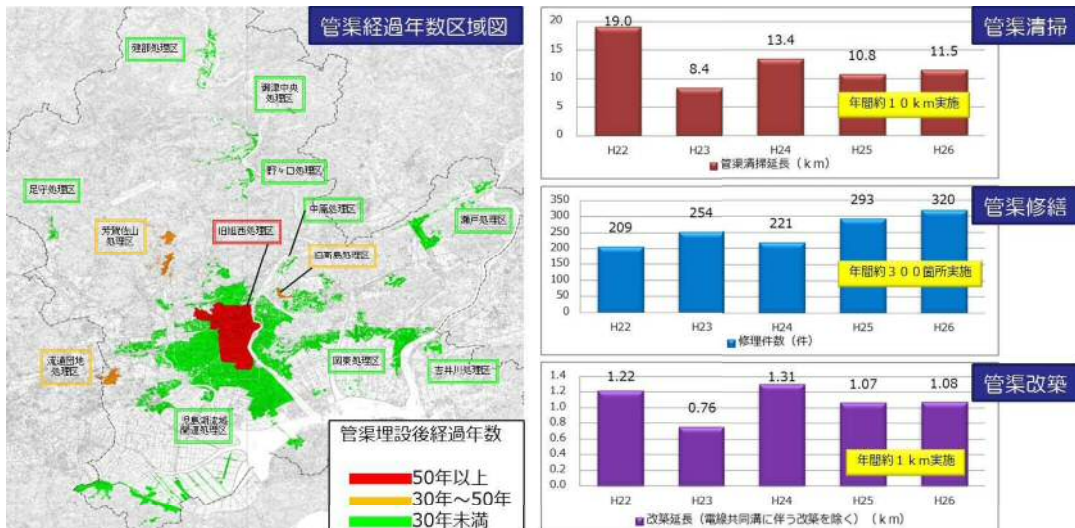 管渠経過年数区域図
建部処理区
灘津中央
処理区
野々口処理区
足守処理区
中尾処理区
瀬戸処理区
芳賀佐山
処理区
旧旭西処理区
旧高島処理区
流通団地
処理区
岡東処理区
吉井川処理区
児島湖流域
関連処理区
管渠埋設後経過年数
50年以上
30年～50年
30年未満
管渠清掃
20
15
10
5
0
19.0
8.4
13.4
10.8
11.5
年間約10km実施
H22
H23
H24
H25
H26
管渠清掃延長(km)
管渠修繕
350
300
250
200
150
100
50
0
209
254
221
293
320
年間約300箇所実施
H22
H23
H24
H25
H26
修理件数(件)
管渠改築
1.4
1.2
1.0
0.8
0.6
0.4
0.2
0.0
1.22
0.76
1.31
1.07
1.08
年間約1km実施
H22
H23
H24
H25
H26
改築延長(電線共同溝に伴う改築を除く)(km)